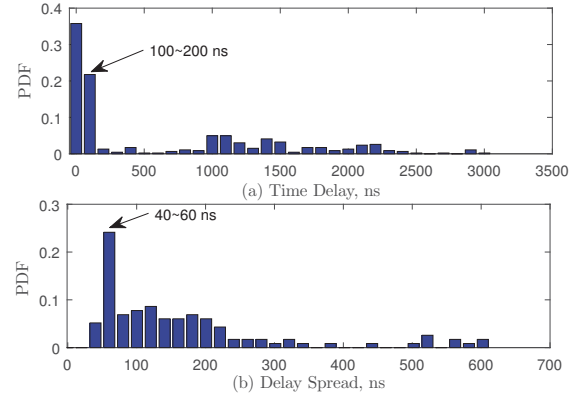 0.4
0.3
0.2
0.1
0
PDF
100~200 ns
0 500 1000 1500 2000 2500 3000 3500
(a) Time Delay, ns
0.3
0.2
0.1
0
PDF
40~60 ns
0 100 200 300 400 500 600 700
(b) Delay Spread, ns